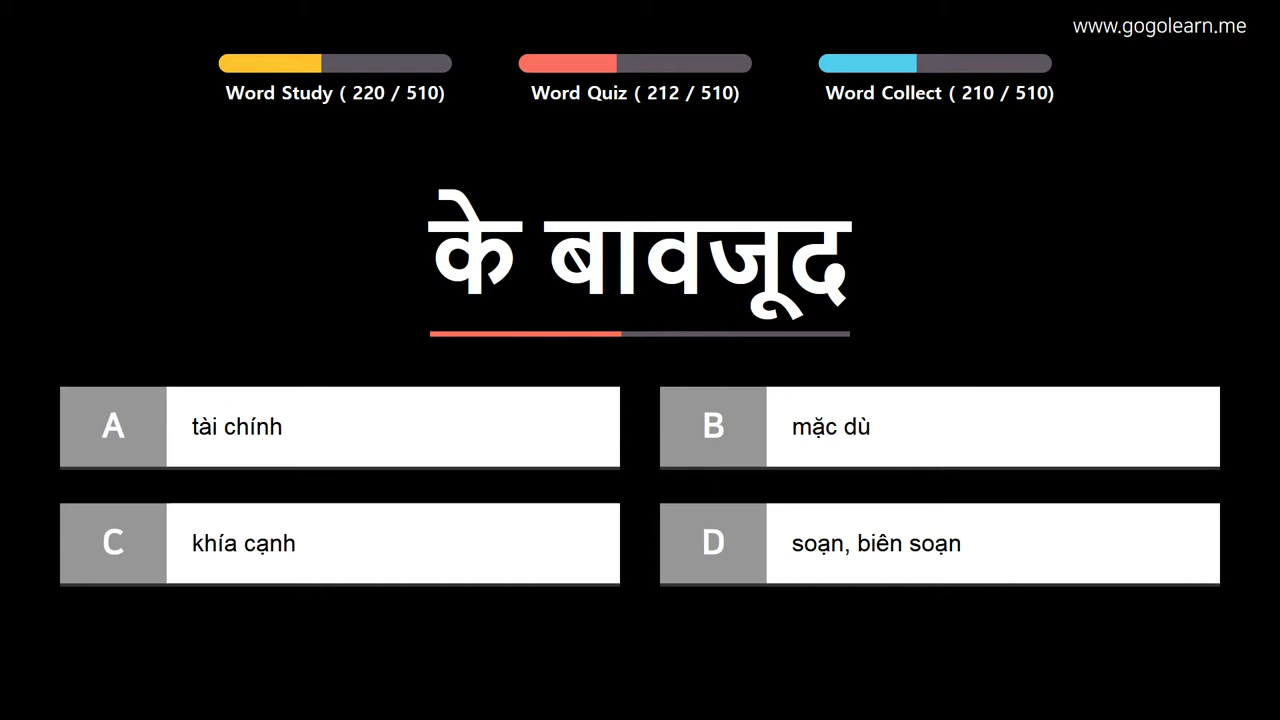 www.gogolearn.me
Word Study ( 220 / 510)
Word Quiz ( 212 / 510)
Word Collect ( 210 / 510)
के बावजूद
A tài chính
B mặc dù
C khía cạnh
D soạn, biên soạn